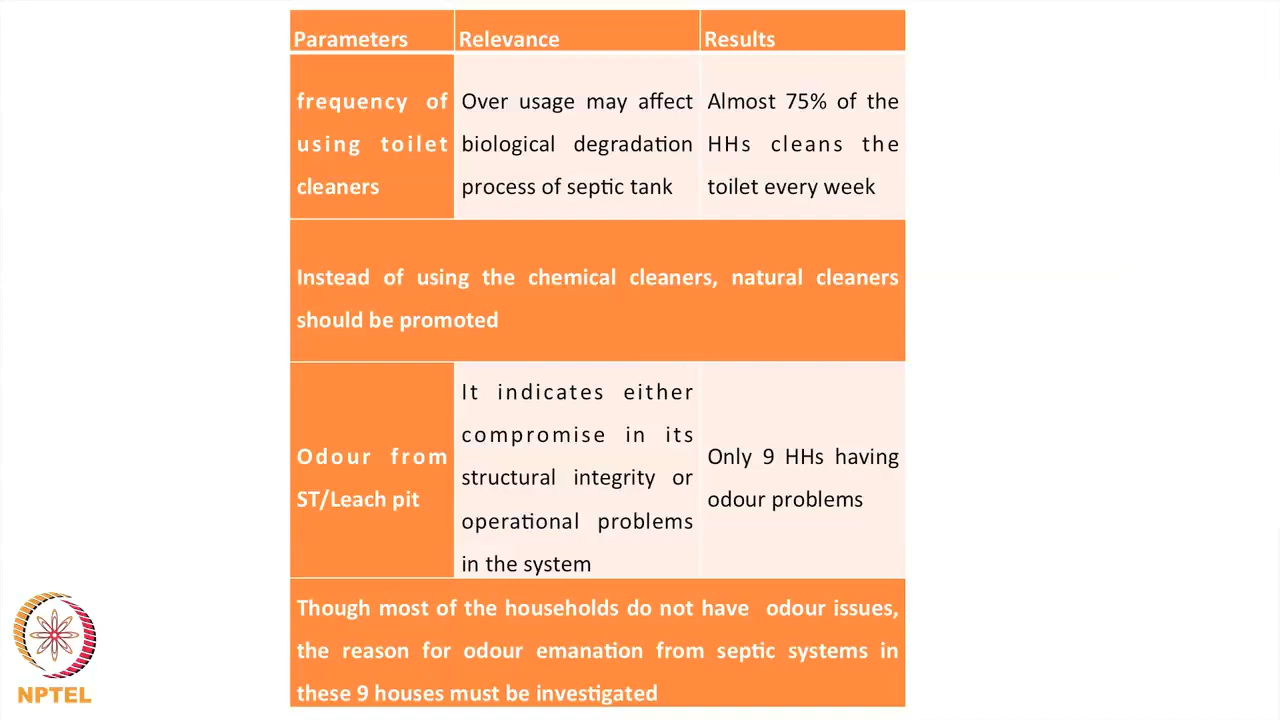 Parameters Relevance Results
frequency of
using toilet
cleaners
Over usage may affect
biological degradation
process of septic tank
Almost 75% of the
HHs cleans the
toilet every week
Instead of using the chemical cleaners, natural cleaners
should be promoted
Odour from
ST/Leach pit
It indicates either
compromise in its
structural integrity or
operational problems
in the system
Only 9 HHs having
odour problems
Though most of the households do not have odour issues,
the reason for odour emanation from septic systems in
these 9 houses must be investigated
NPTEL